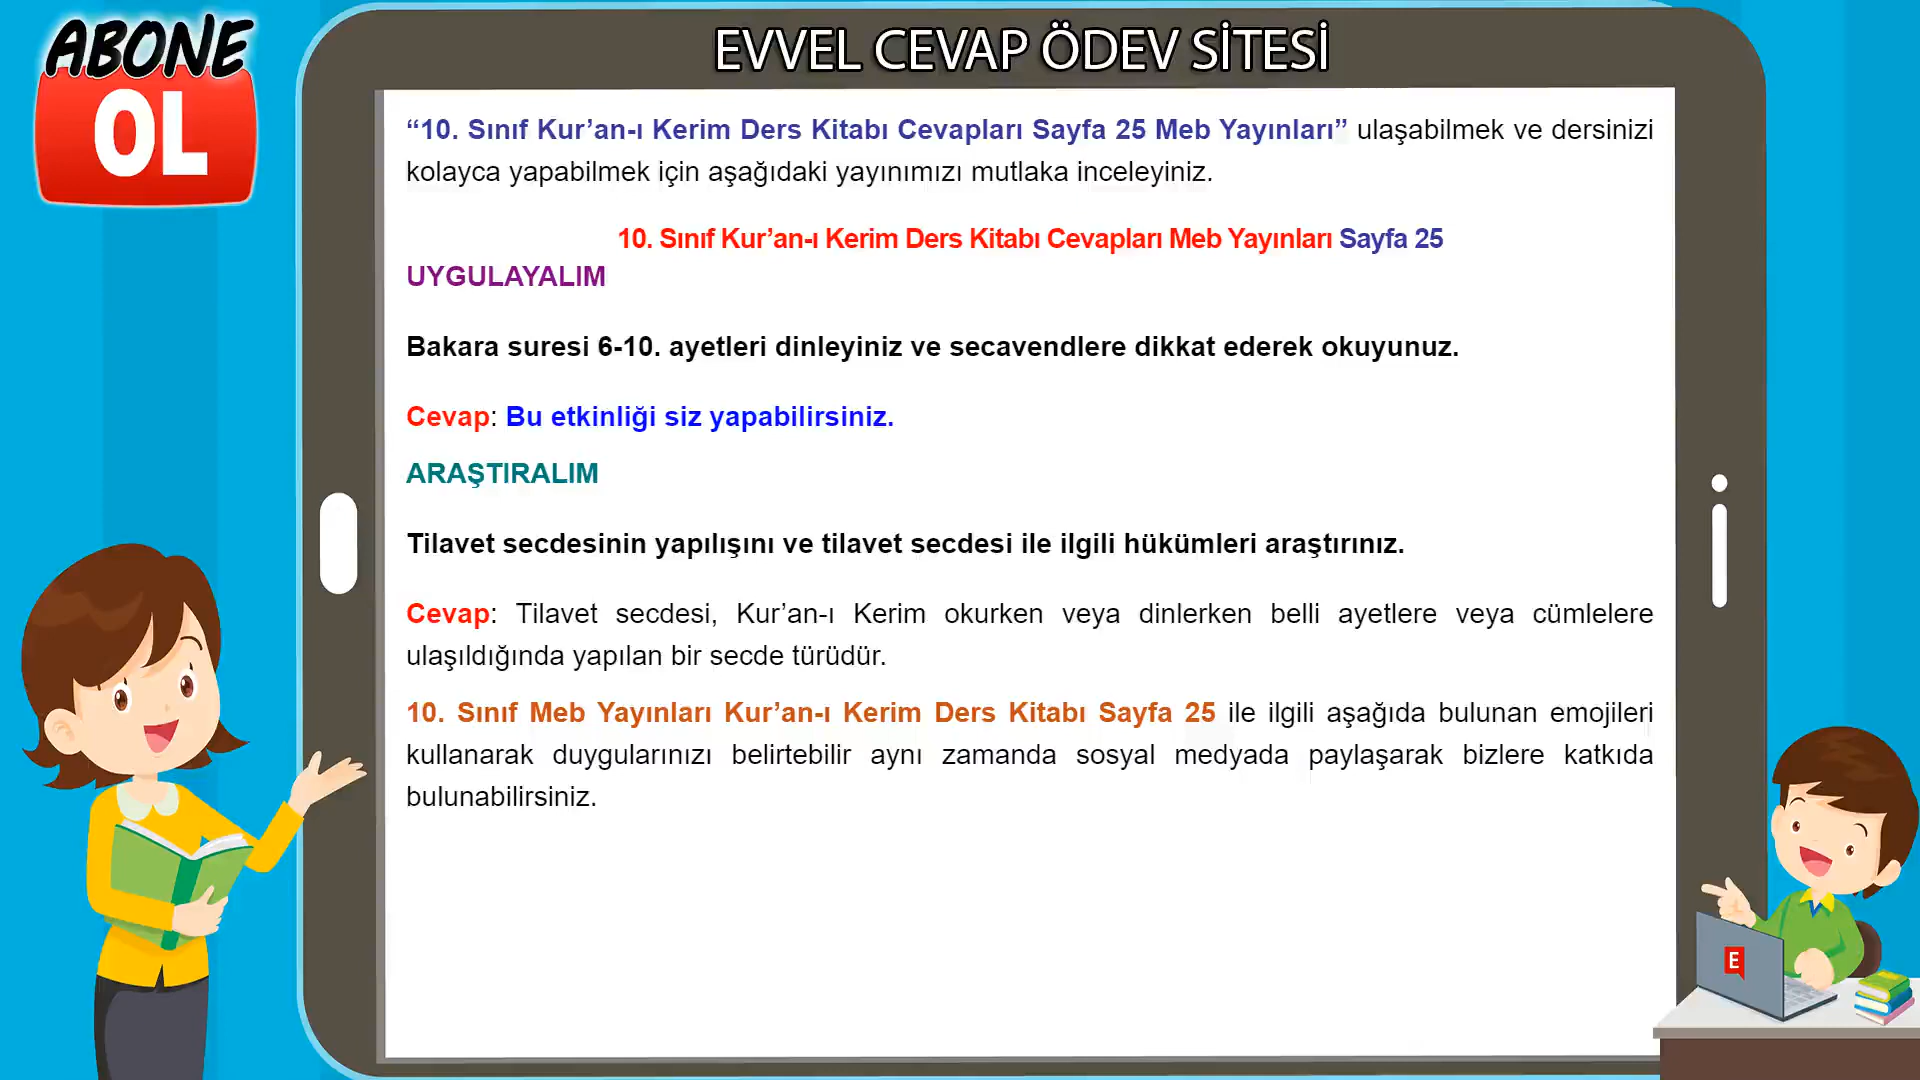 ABONE
OL
EVVEL CEVAP ÖDEV SİTESİ
“10. Sınıf Kur’an-ı Kerim Ders Kitabı Cevapları Sayfa 25 Meb Yayınları” ulaşabilmek ve dersinizi
kolayca yapabilmek için aşağıdaki yayınımızı mutlaka inceleyiniz.
10. Sınıf Kur’an-ı Kerim Ders Kitabı Cevapları Meb Yayınları Sayfa 25
UYGULAYALIM
Bakara suresi 6-10. ayetleri dinleyiniz ve secavendlere dikkat ederek okuyunuz.
Cevap: Bu etkinliği siz yapabilirsiniz.
ARAŞTIRALIM
Tilavet secdesinin yapılışını ve tilavet secdesi ile ilgili hükümleri araştırınız.
Cevap: Tilavet secdesi, Kur’an-ı Kerim okurken veya dinlerken belli ayetlere veya cümlelere
ulaşıldığında yapılan bir secde türüdür.
10. Sınıf Meb Yayınları Kur’an-ı Kerim Ders Kitabı Sayfa 25 ile ilgili aşağıda bulunan emojileri
kullanarak duygularınızı belirtebilir aynı zamanda sosyal medyada paylaşarak bizlere katkıda
bulunabilirsiniz.
E